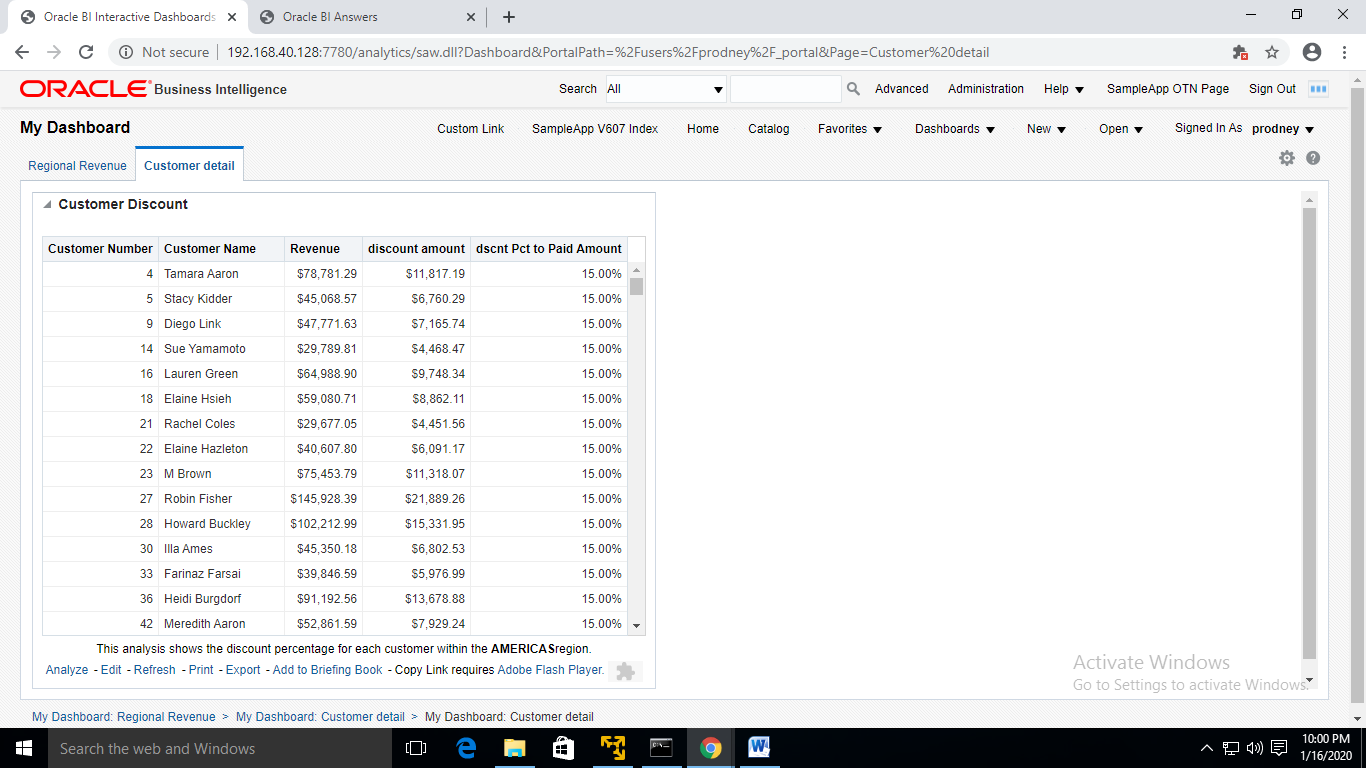 Oracle BI Interactive Dashboards
Oracle BI Answers
Not secure 192.168.40.128:7780/analytics/saw.dll?Dashboard&PortalPath=%2Fusers%2Fprodney%2F_portal&Page=Customer%20detail
ORACLE Business Intelligence Search All Advanced Administration Help SampleApp OTN Page Sign Out
My Dashboard Custom Link SampleApp V607 Index Home Catalog Favorites Dashboards New Open Signed In As prodney
Regional Revenue Customer detail
Customer Discount
Customer Number Customer Name Revenue discount amount dscnt Pct to Paid Amount
4 Tamara Aaron $78,781.29 $11,817.19 15.00%
5 Stacy Kidder $45,068.57 $6,760.29 15.00%
9 Diego Link $47,771.63 $7,165.74 15.00%
14 Sue Yamamoto $29,789.81 $4,468.47 15.00%
16 Lauren Green $64,988.90 $9,748.34 15.00%
18 Elaine Hsieh $59,080.71 $8,862.11 15.00%
21 Rachel Coles $29,677.05 $4,451.56 15.00%
22 Elaine Hazleton $40,607.80 $6,091.17 15.00%
23 M Brown $75,453.79 $11,318.07 15.00%
27 Robin Fisher $145,928.39 $21,889.26 15.00%
28 Howard Buckley $102,212.99 $15,331.95 15.00%
30 Illa Ames $45,350.18 $6,802.53 15.00%
33 Farinaz Farsai $39,846.59 $5,976.99 15.00%
36 Heidi Burgdorf $91,192.56 $13,678.88 15.00%
42 Meredith Aaron $52,861.59 $7,929.24 15.00%
This analysis shows the discount percentage for each customer within the AMERICASregion.
Analyze - Edit - Refresh - Print - Export - Add to Briefing Book - Copy Link requires Adobe Flash Player.
Activate Windows
Go to Settings to activate Windows.
My Dashboard: Regional Revenue > My Dashboard: Customer detail > My Dashboard: Customer detail
Search the web and Windows
10:00 PM
1/16/2020